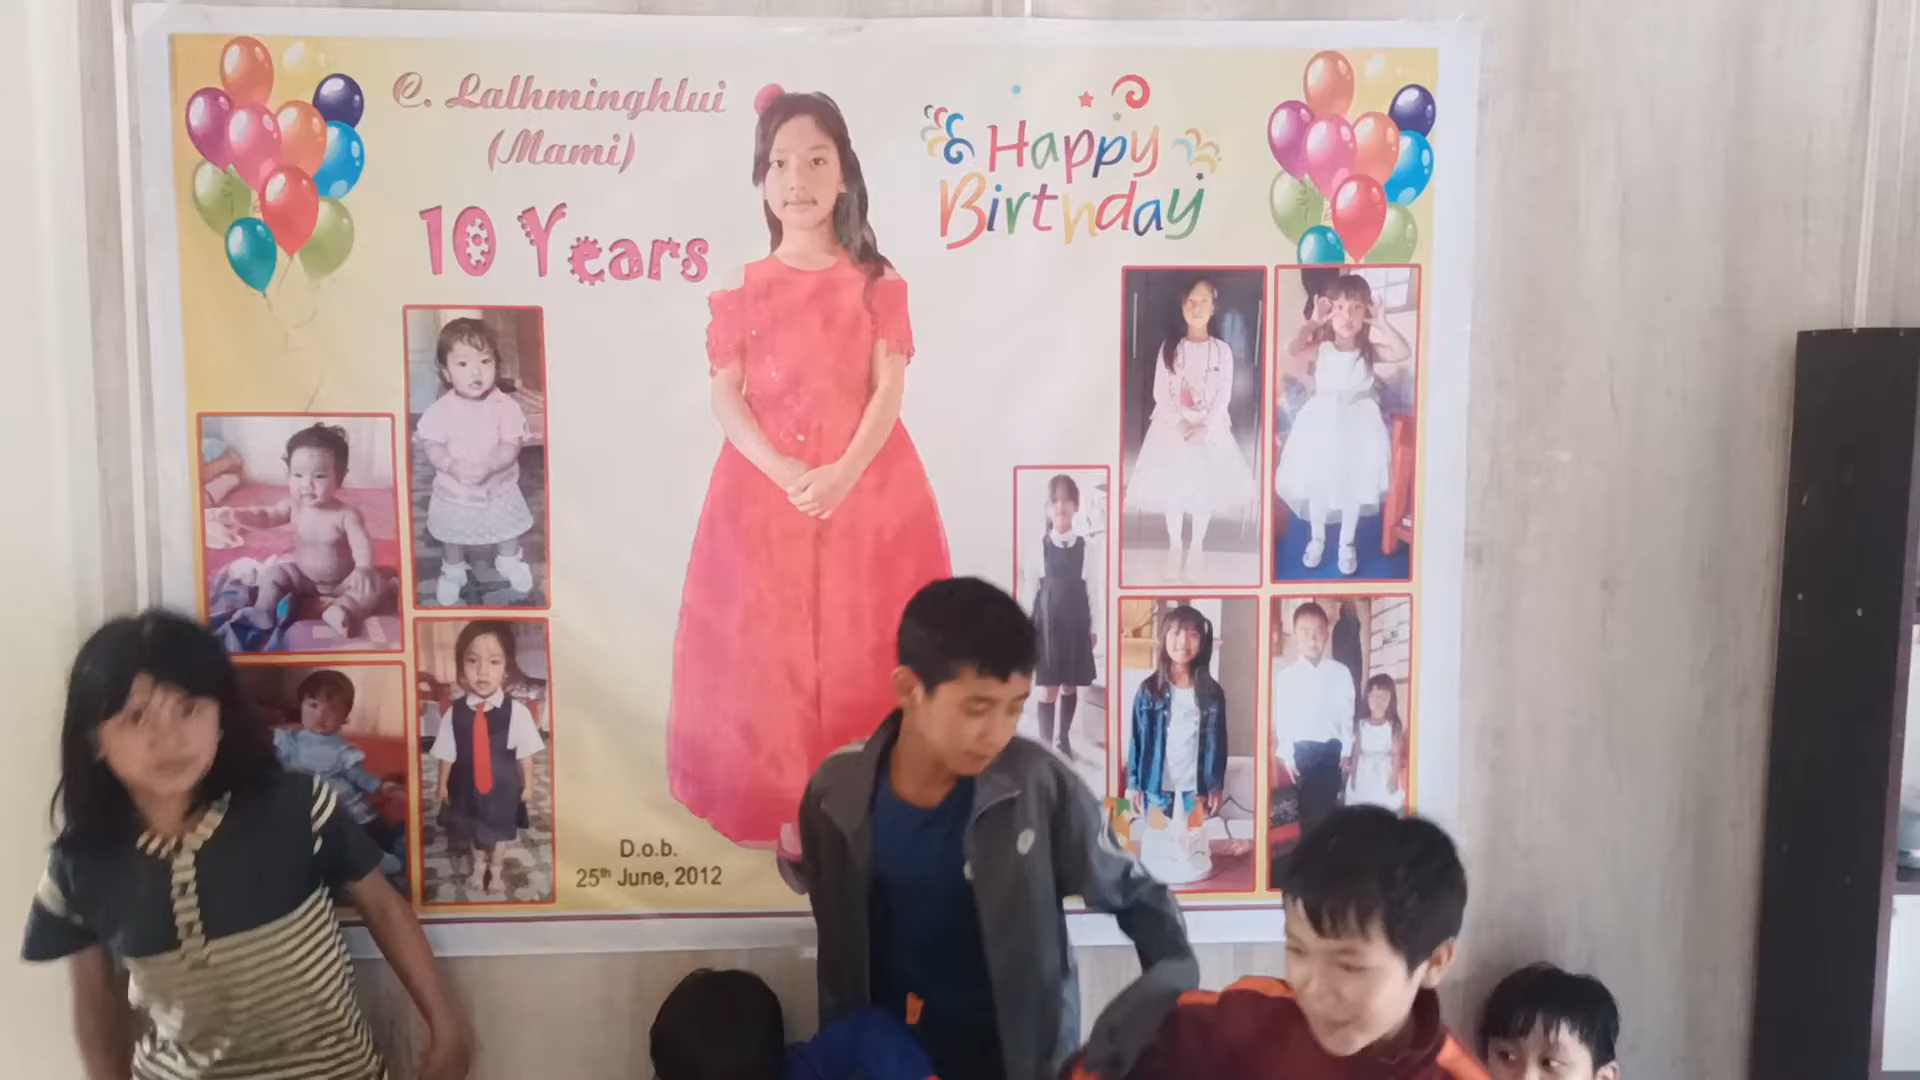 C. Lalhminghlui
(Mami)
10 Years
Happy
Birthday
D.o.b.
25th June, 2012